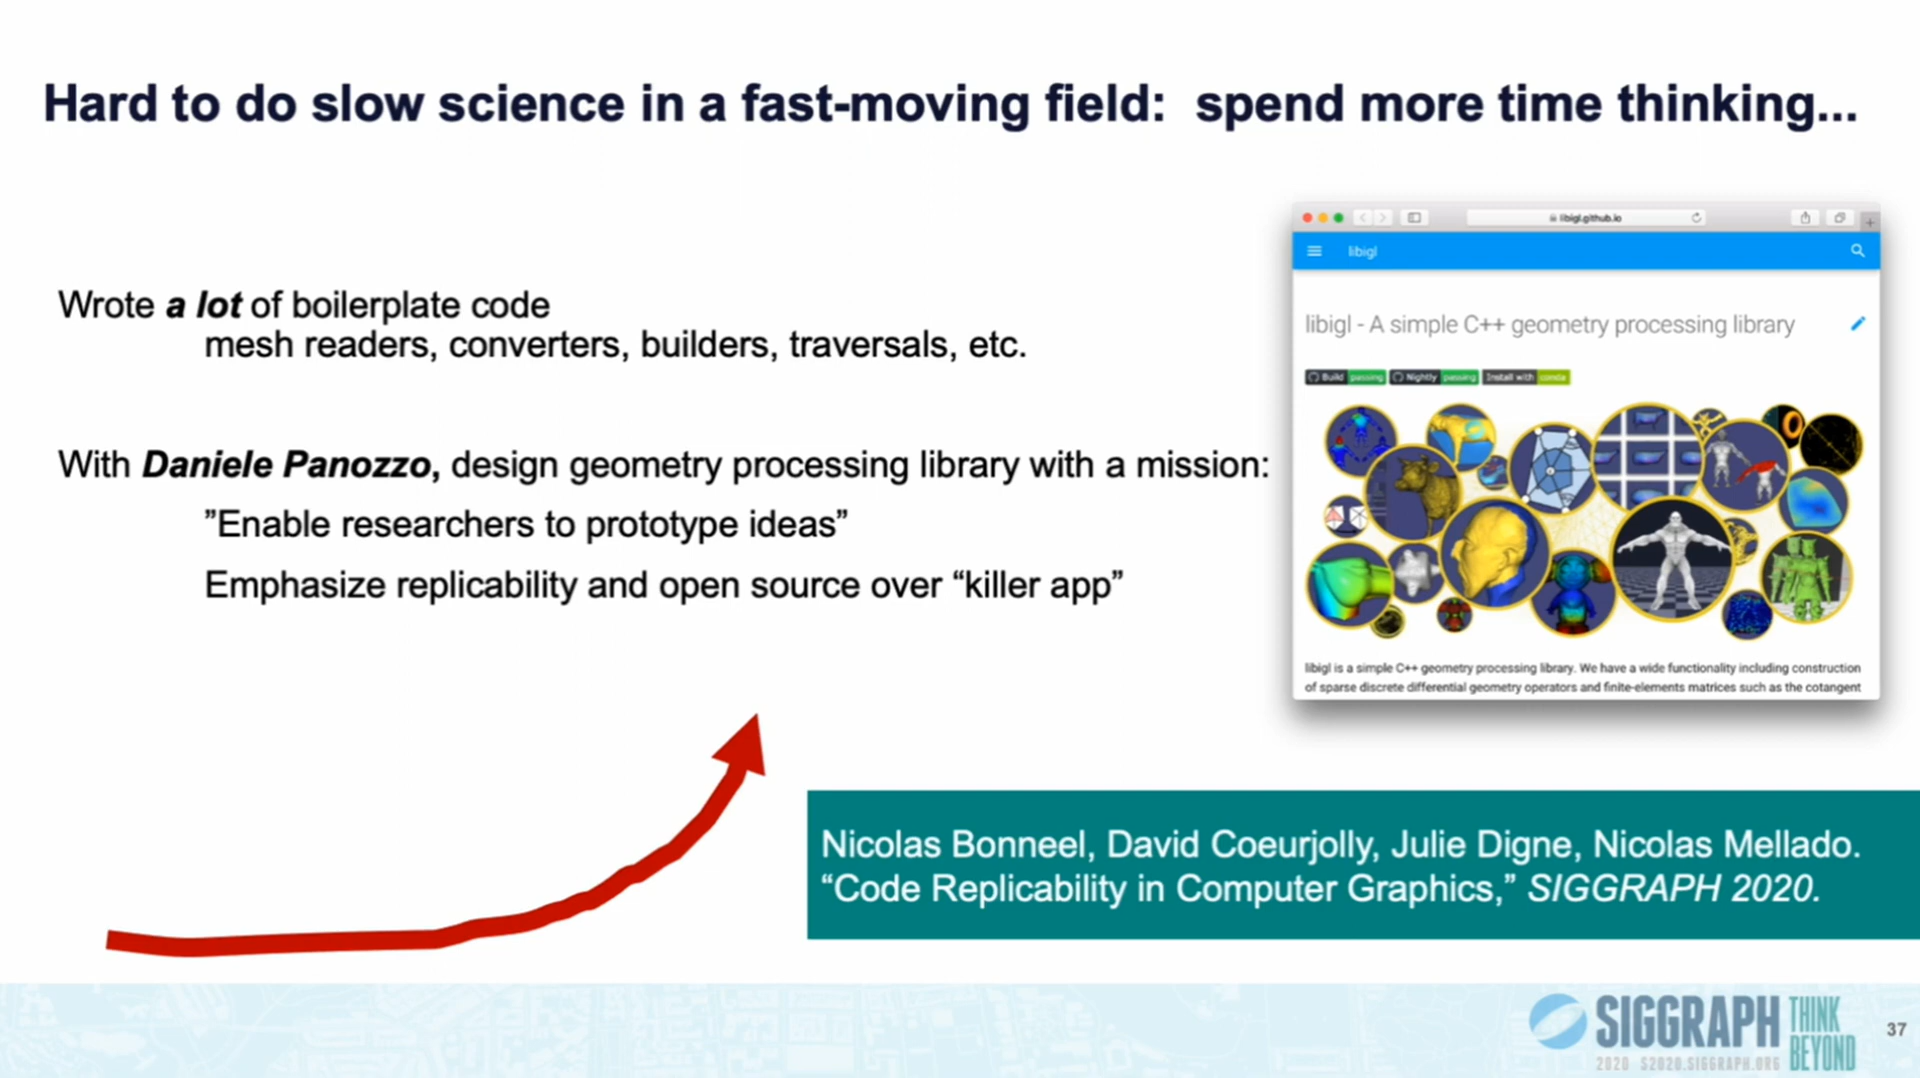 Hard to do slow science in a fast-moving field:  spend more time thinking...
Wrote a lot of boilerplate code
mesh readers, converters, builders, traversals, etc.
With Daniele Panozzo, design geometry processing library with a mission:
”Enable researchers to prototype ideas”
Emphasize replicability and open source over “killer app”
libigl.github.io
libigl
libigl - A simple C++ geometry processing library
Build passing Nightly passing Install with conda
libigl is a simple C++ geometry processing library. We have a wide functionality including construction
of sparse discrete differential geometry operators and finite-elements matrices such as the cotangent
Nicolas Bonneel, David Coeurjolly, Julie Digne, Nicolas Mellado.
“Code Replicability in Computer Graphics,” SIGGRAPH 2020.
SIGGRAPH THINK
BEYOND
2020 S2020.SIGGRAPH.ORG
37